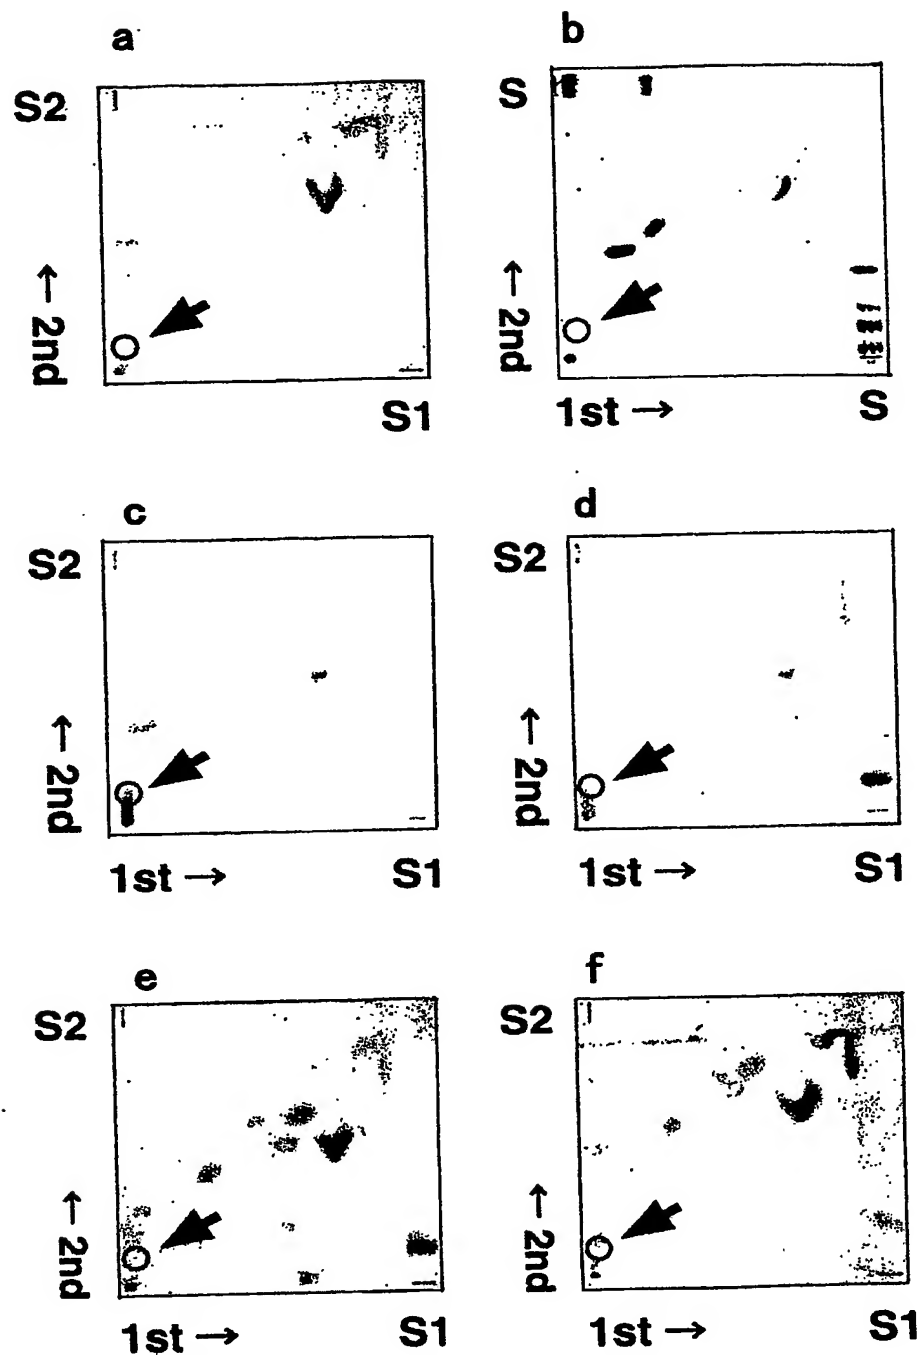 a
b
S2
S
← 2nd
← 2nd
S1
1st →
S
c
d
S2
S2
← 2nd
← 2nd
1st →
S1
1st →
S1
e
f
S2
S2
← 2nd
← 2nd
1st →
S1
1st →
S1